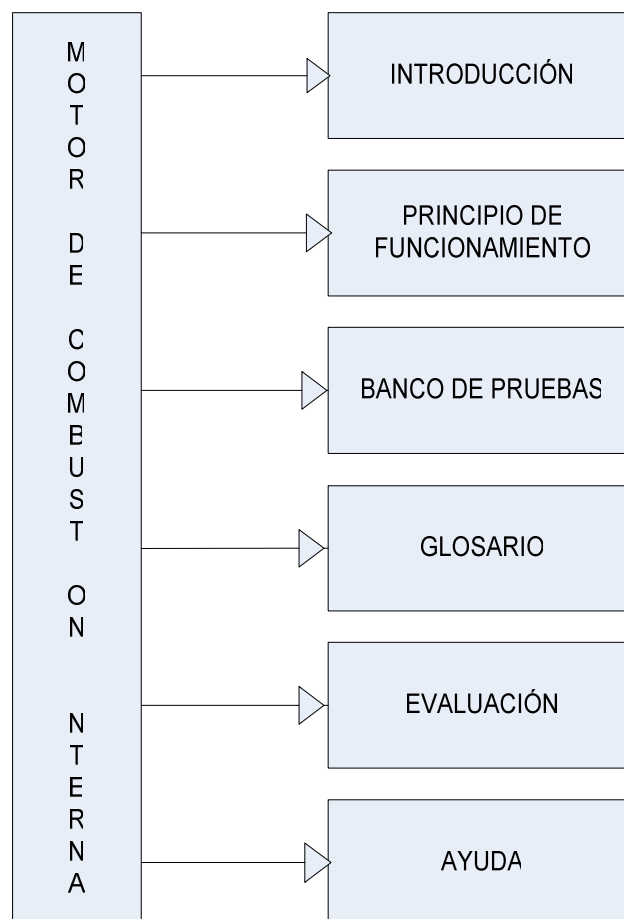 MOTOR DE COMBUST ON NTERNA
INTRODUCCIÓN
PRINCIPIO DE
FUNCIONAMIENTO
BANCO DE PRUEBAS
GLOSARIO
EVALUACIÓN
AYUDA